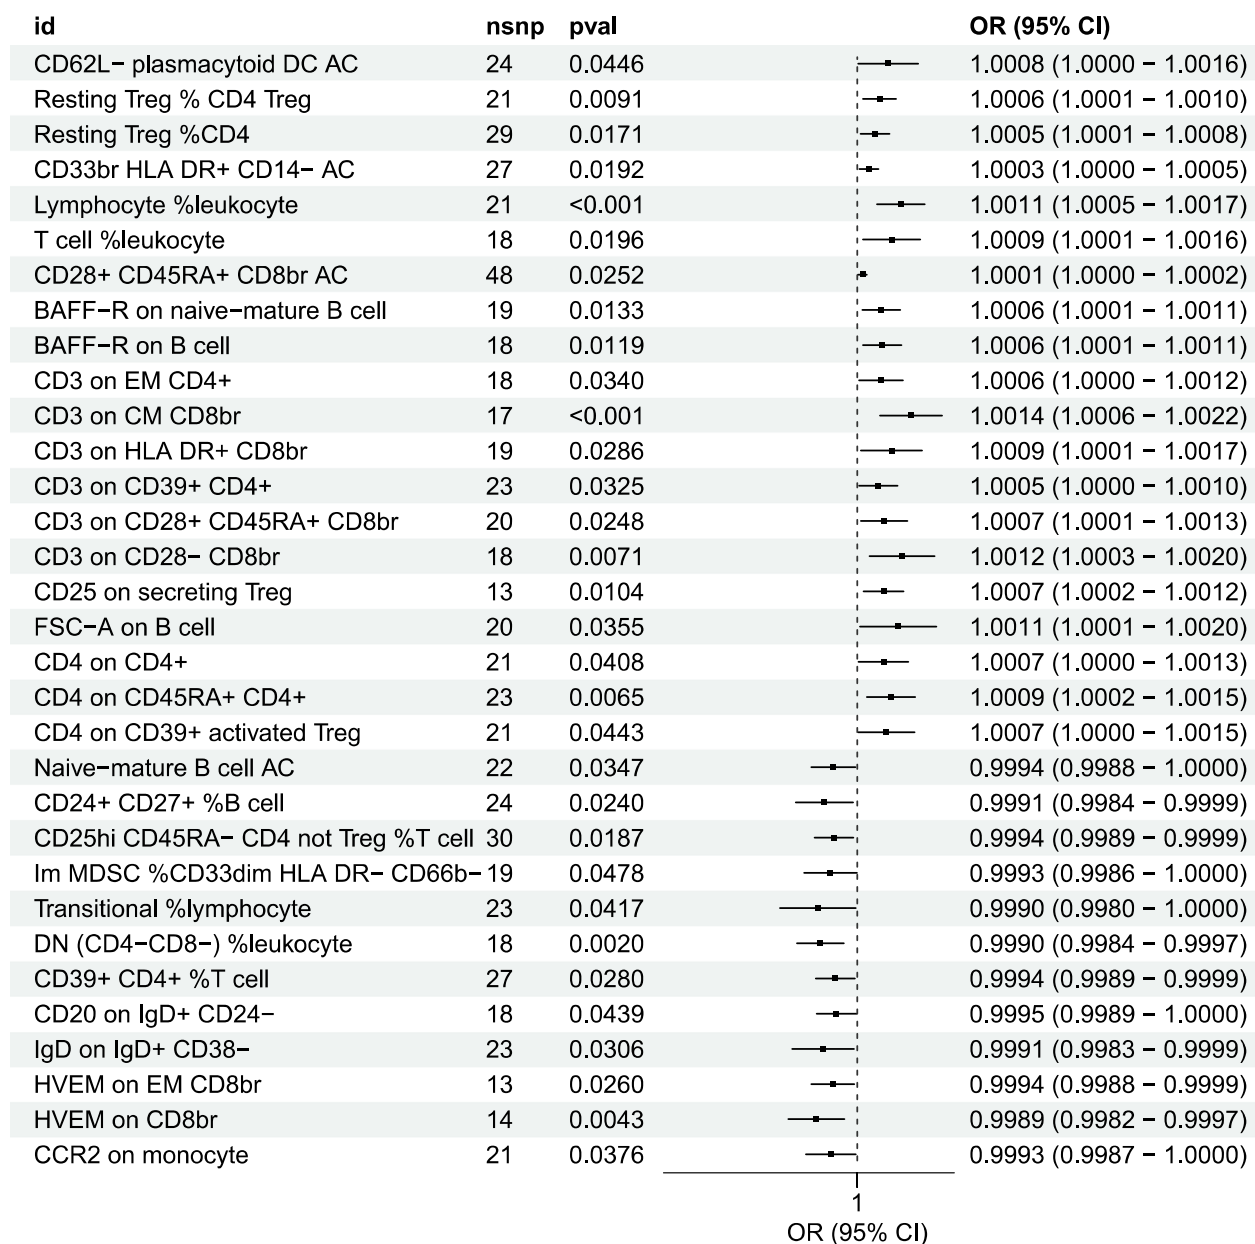 id nsnp pval OR (95% CI)
CD62L− plasmacytoid DC AC 24 0.0446 1.0008 (1.0000 − 1.0016)
Resting Treg % CD4 Treg 21 0.0091 1.0006 (1.0001 − 1.0010)
Resting Treg %CD4 29 0.0171 1.0005 (1.0001 − 1.0008)
CD33br HLA DR+ CD14− AC 27 0.0192 1.0003 (1.0000 − 1.0005)
Lymphocyte %leukocyte 21 <0.001 1.0011 (1.0005 − 1.0017)
T cell %leukocyte 18 0.0196 1.0009 (1.0001 − 1.0016)
CD28+ CD45RA+ CD8br AC 48 0.0252 1.0001 (1.0000 − 1.0002)
BAFF−R on naive−mature B cell 19 0.0133 1.0006 (1.0001 − 1.0011)
BAFF−R on B cell 18 0.0119 1.0006 (1.0001 − 1.0011)
CD3 on EM CD4+ 18 0.0340 1.0006 (1.0000 − 1.0012)
CD3 on CM CD8br 17 <0.001 1.0014 (1.0006 − 1.0022)
CD3 on HLA DR+ CD8br 19 0.0286 1.0009 (1.0001 − 1.0017)
CD3 on CD39+ CD4+ 23 0.0325 1.0005 (1.0000 − 1.0010)
CD3 on CD28+ CD45RA+ CD8br 20 0.0248 1.0007 (1.0001 − 1.0013)
CD3 on CD28− CD8br 18 0.0071 1.0012 (1.0003 − 1.0020)
CD25 on secreting Treg 13 0.0104 1.0007 (1.0002 − 1.0012)
FSC−A on B cell 20 0.0355 1.0011 (1.0001 − 1.0020)
CD4 on CD4+ 21 0.0408 1.0007 (1.0000 − 1.0013)
CD4 on CD45RA+ CD4+ 23 0.0065 1.0009 (1.0002 − 1.0015)
CD4 on CD39+ activated Treg 21 0.0443 1.0007 (1.0000 − 1.0015)
Naive−mature B cell AC 22 0.0347 0.9994 (0.9988 − 1.0000)
CD24+ CD27+ %B cell 24 0.0240 0.9991 (0.9984 − 0.9999)
CD25hi CD45RA− CD4 not Treg %T cell 30 0.0187 0.9994 (0.9989 − 0.9999)
Im MDSC %CD33dim HLA DR− CD66b− 19 0.0478 0.9993 (0.9986 − 1.0000)
Transitional %lymphocyte 23 0.0417 0.9990 (0.9980 − 1.0000)
DN (CD4−CD8−) %leukocyte 18 0.0020 0.9990 (0.9984 − 0.9997)
CD39+ CD4+ %T cell 27 0.0280 0.9994 (0.9989 − 0.9999)
CD20 on IgD+ CD24− 18 0.0439 0.9995 (0.9989 − 1.0000)
IgD on IgD+ CD38− 23 0.0306 0.9991 (0.9983 − 0.9999)
HVEM on EM CD8br 13 0.0260 0.9994 (0.9988 − 0.9999)
HVEM on CD8br 14 0.0043 0.9989 (0.9982 − 0.9997)
CCR2 on monocyte 21 0.0376 0.9993 (0.9987 − 1.0000)
1
OR (95% CI)